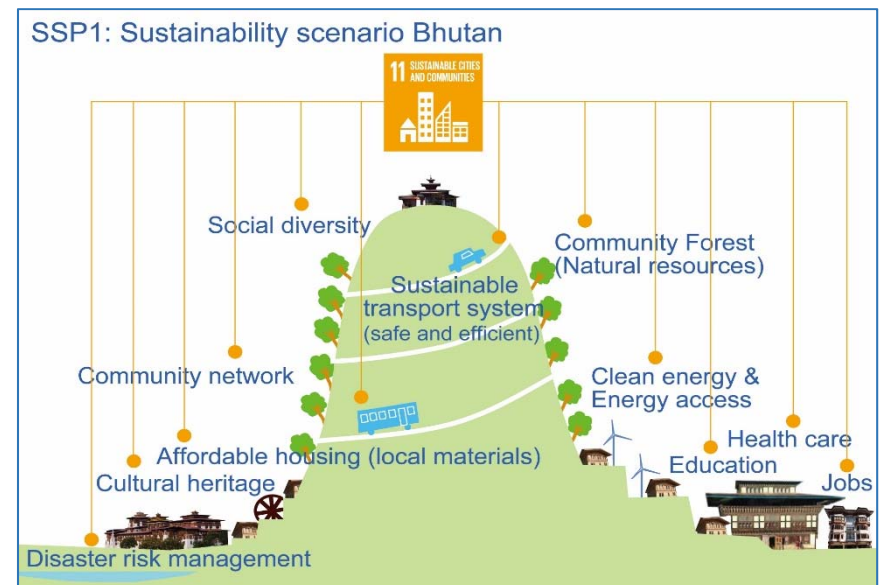 SSP1: Sustainability scenario Bhutan
11 SUSTAINABLE CITIES
AND COMMUNITIES
Social diversity
Community Forest
(Natural resources)
Sustainable
transport system
(safe and efficient)
Community network
Clean energy &
Energy access
Health care
Affordable housing (local materials)
Education
Cultural heritage
Jobs
Disaster risk management